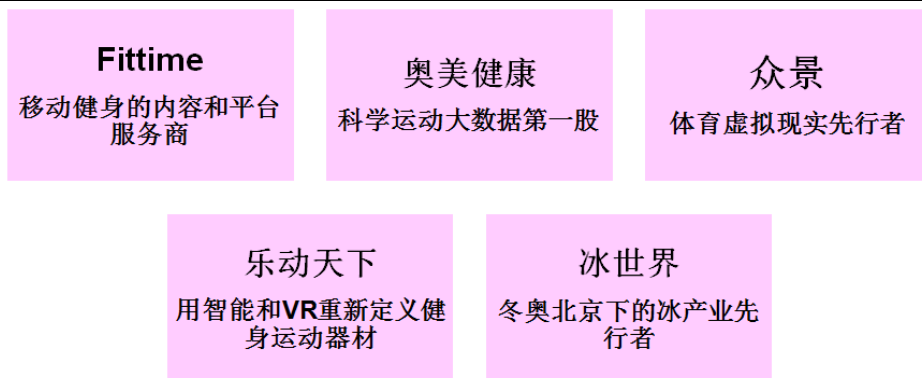 Fittime
移动健身的内容和平台
服务商
奥美健康
科学运动大数据第一股
众景
体育虚拟现实先行者
乐动天下
用智能和VR重新定义健
身运动器材
冰世界
冬奥北京下的冰产业先
行者